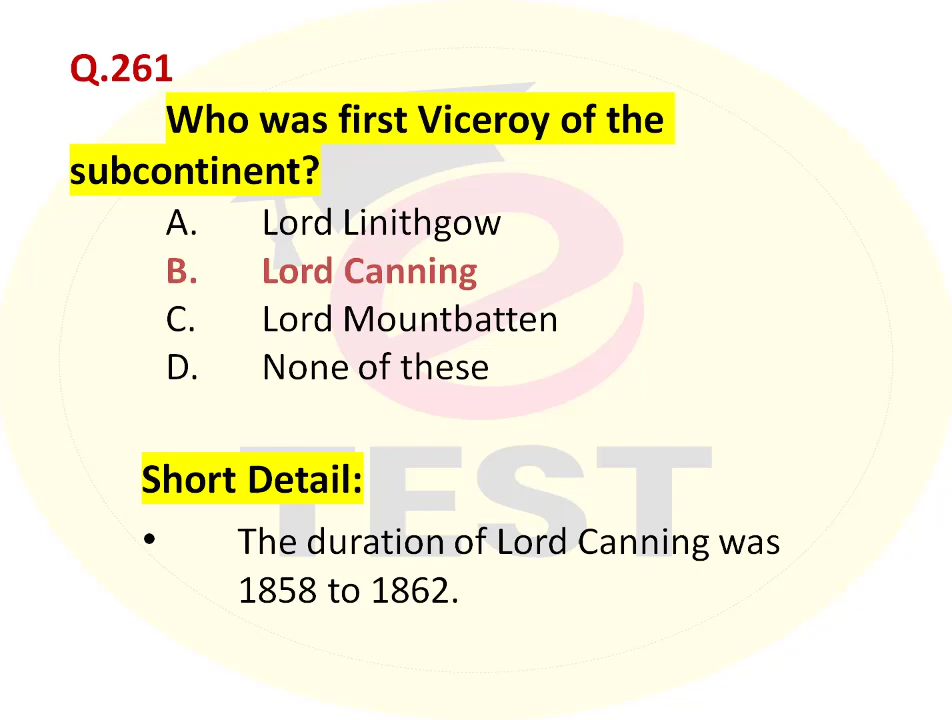 Q.261
Who was first Viceroy of the
subcontinent?
A. Lord Linithgow
B. Lord Canning
C. Lord Mountbatten
D. None of these
Short Detail:
• The duration of Lord Canning was
1858 to 1862.
e
TEST